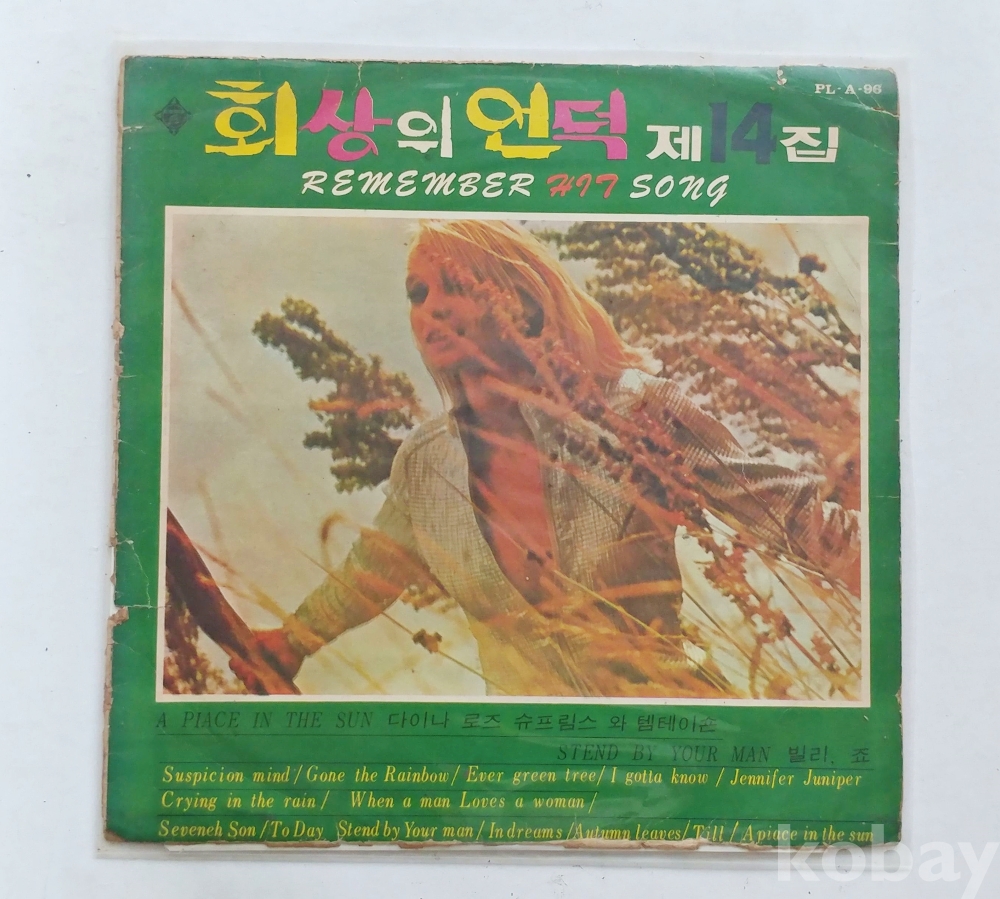 PL-A-96
회상의 언덕 제14집
REMEMBER HIT SONG
A PIACE IN THE SUN 다이나 로즈 슈프림스 와 템테이숀
STEND BY YOUR MAN 빌리. 죠
Suspicion mind/Gone the Rainbow/Ever green tree/I gotta know/Jennifer Juniper
Crying in the rain/ When a man Loves a woman/
Seveneh Son/To Day Stend by Your man/In dreams/Autumn leaves/Till/A piace in the sun
kobay